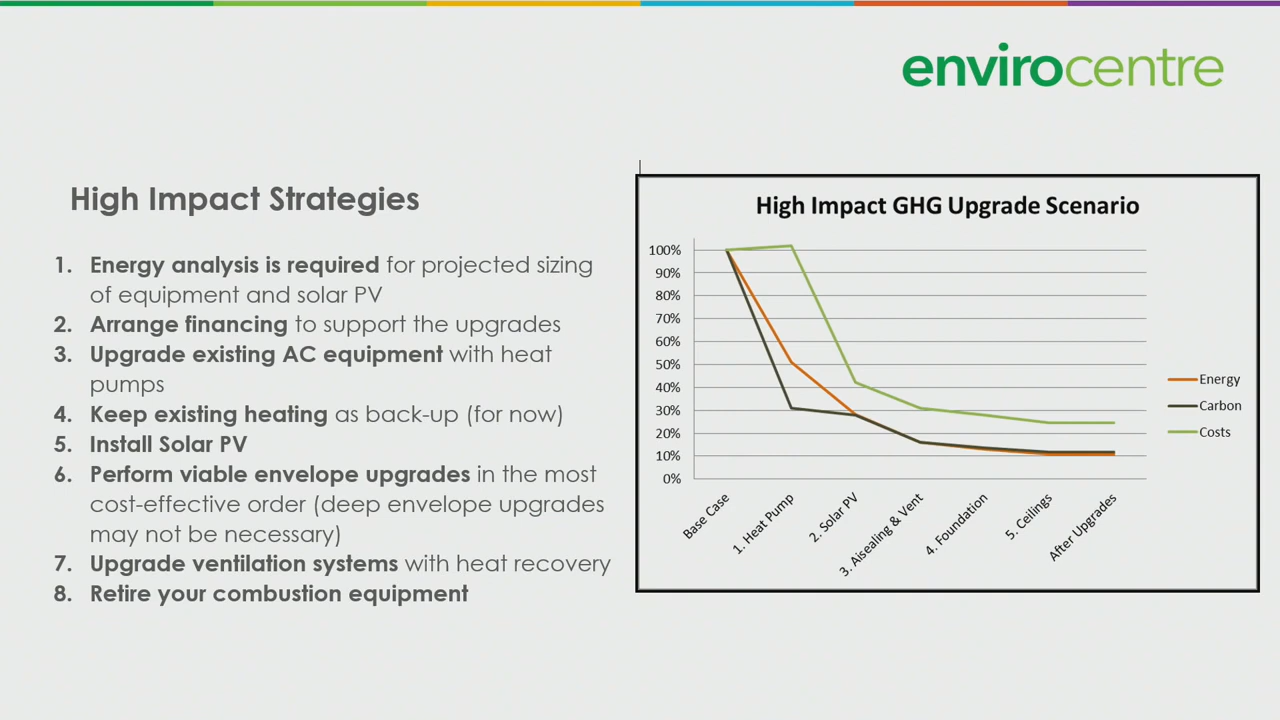 envirocentre
High Impact Strategies
1. Energy analysis is required for projected sizing
of equipment and solar PV
2. Arrange financing to support the upgrades
3. Upgrade existing AC equipment with heat
pumps
4. Keep existing heating as back-up (for now)
5. Install Solar PV
6. Perform viable envelope upgrades in the most
cost-effective order (deep envelope upgrades
may not be necessary)
7. Upgrade ventilation systems with heat recovery
8. Retire your combustion equipment
High Impact GHG Upgrade Scenario
100%
90%
80%
70%
60%
50%
40%
30%
20%
10%
0%
Base Case
1. Heat Pump
2. Solar PV
3. Aisealing & Vent
4. Foundation
5. Ceilings
After Upgrades
Energy
Carbon
Costs